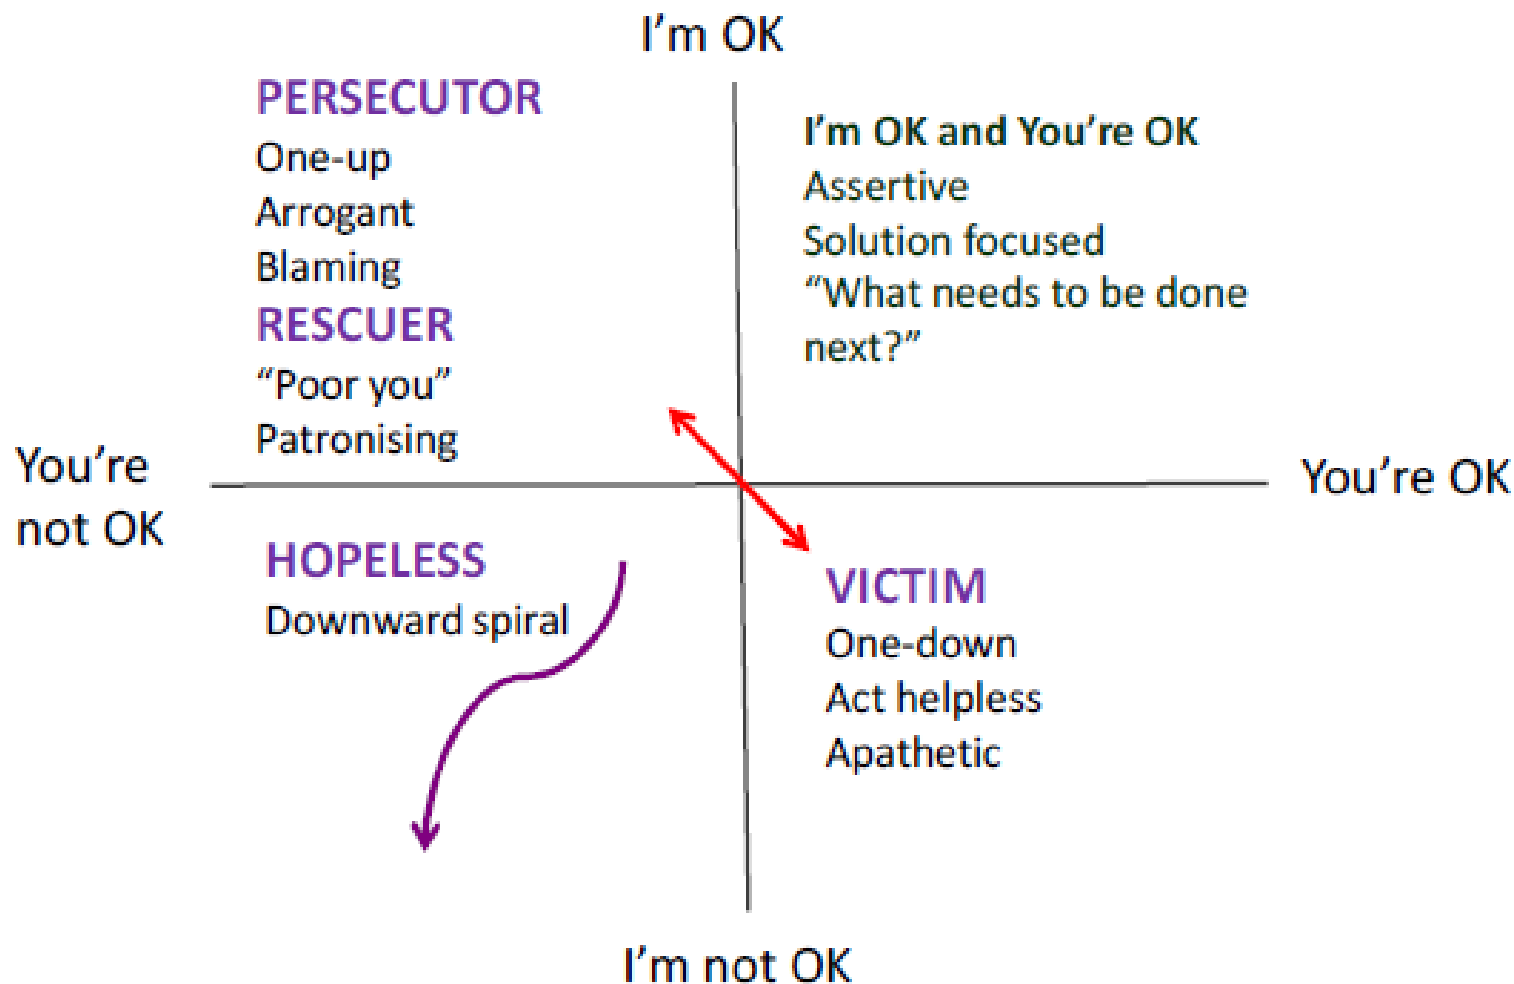 I'm OK
PERSECUTOR
One-up
Arrogant
Blaming
RESCUER
“Poor you”
Patronising
I'm OK and You're OK
Assertive
Solution focused
“What needs to be done
next?”
You're
not OK
You're OK
HOPELESS
Downward spiral
VICTIM
One-down
Act helpless
Apathetic
I'm not OK